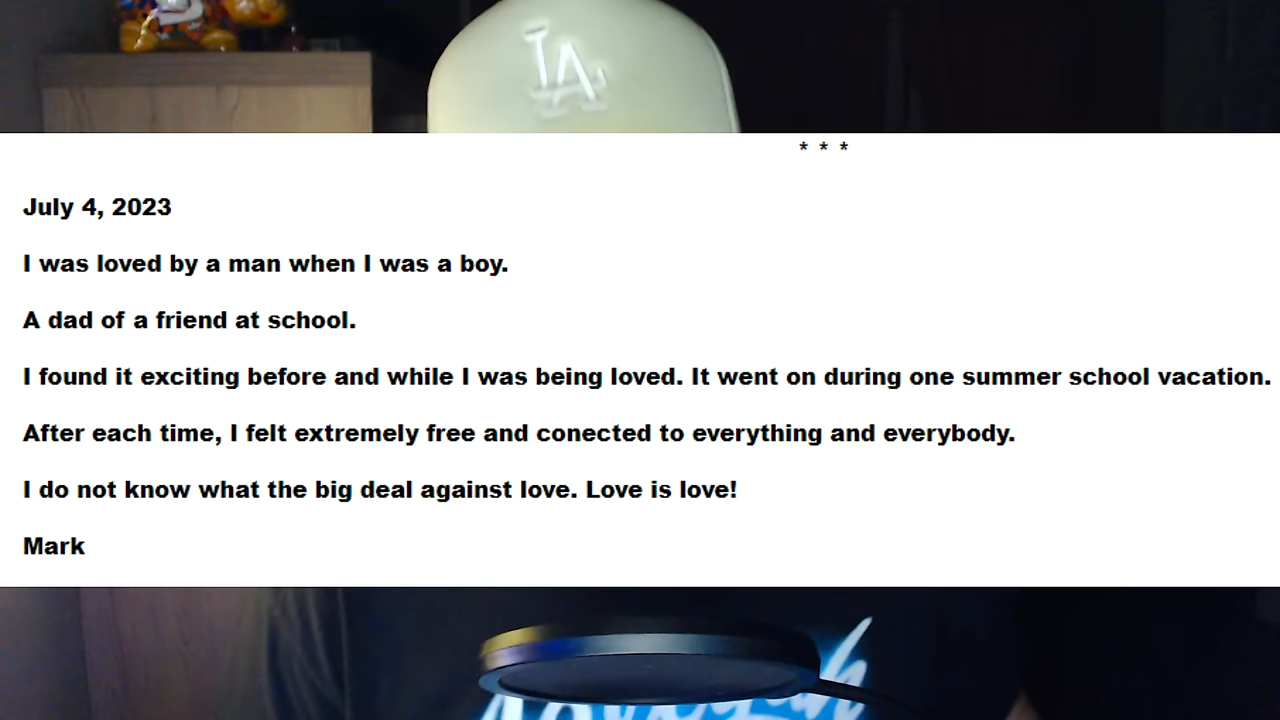 LA
* * *
July 4, 2023
I was loved by a man when I was a boy.
A dad of a friend at school.
I found it exciting before and while I was being loved. It went on during one summer school vacation.
After each time, I felt extremely free and conected to everything and everybody.
I do not know what the big deal against love. Love is love!
Mark